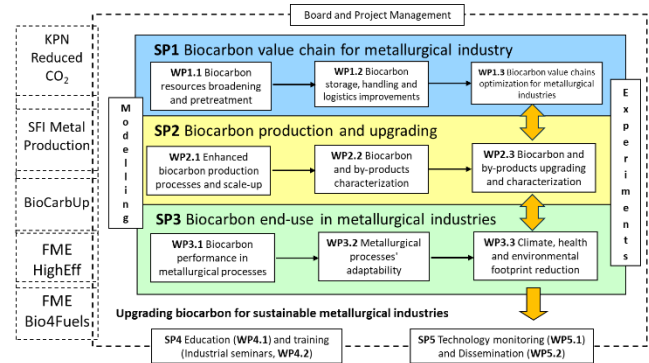 Board and Project Management
KPN
Reduced
CO2
SFI Metal
Production
BioCarbUp
FME
HighEff
FME
Bio4Fuels
Modelling
SP1 Biocarbon value chain for metallurgical industry
WP1.1 Biocarbon
resources broadening
and pretreatment
WP1.2 Biocarbon
storage, handling and
logistics improvements
WP1.3 Biocarbon value chains
optimization for metallurgical
industries
SP2 Biocarbon production and upgrading
WP2.1 Enhanced
biocarbon production
processes and scale-up
WP2.2 Biocarbon
and by-products
characterization
WP2.3 Biocarbon and
by-products upgrading
and characterization
SP3 Biocarbon end-use in metallurgical industries
WP3.1 Biocarbon
performance in
metallurgical processes
WP3.2 Metallurgical
processes'
adaptability
WP3.3 Climate, health
and environmental
footprint reduction
Experiments
Upgrading biocarbon for sustainable metallurgical industries
SP4 Education (WP4.1) and training
(Industrial seminars, WP4.2)
SP5 Technology monitoring (WP5.1)
and Dissemination (WP5.2)